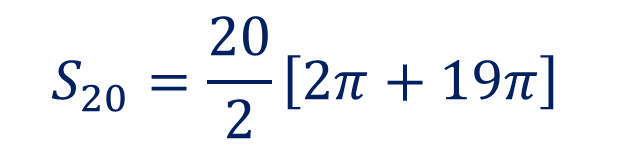 S₂₀ = 20/2 [2π + 19π]